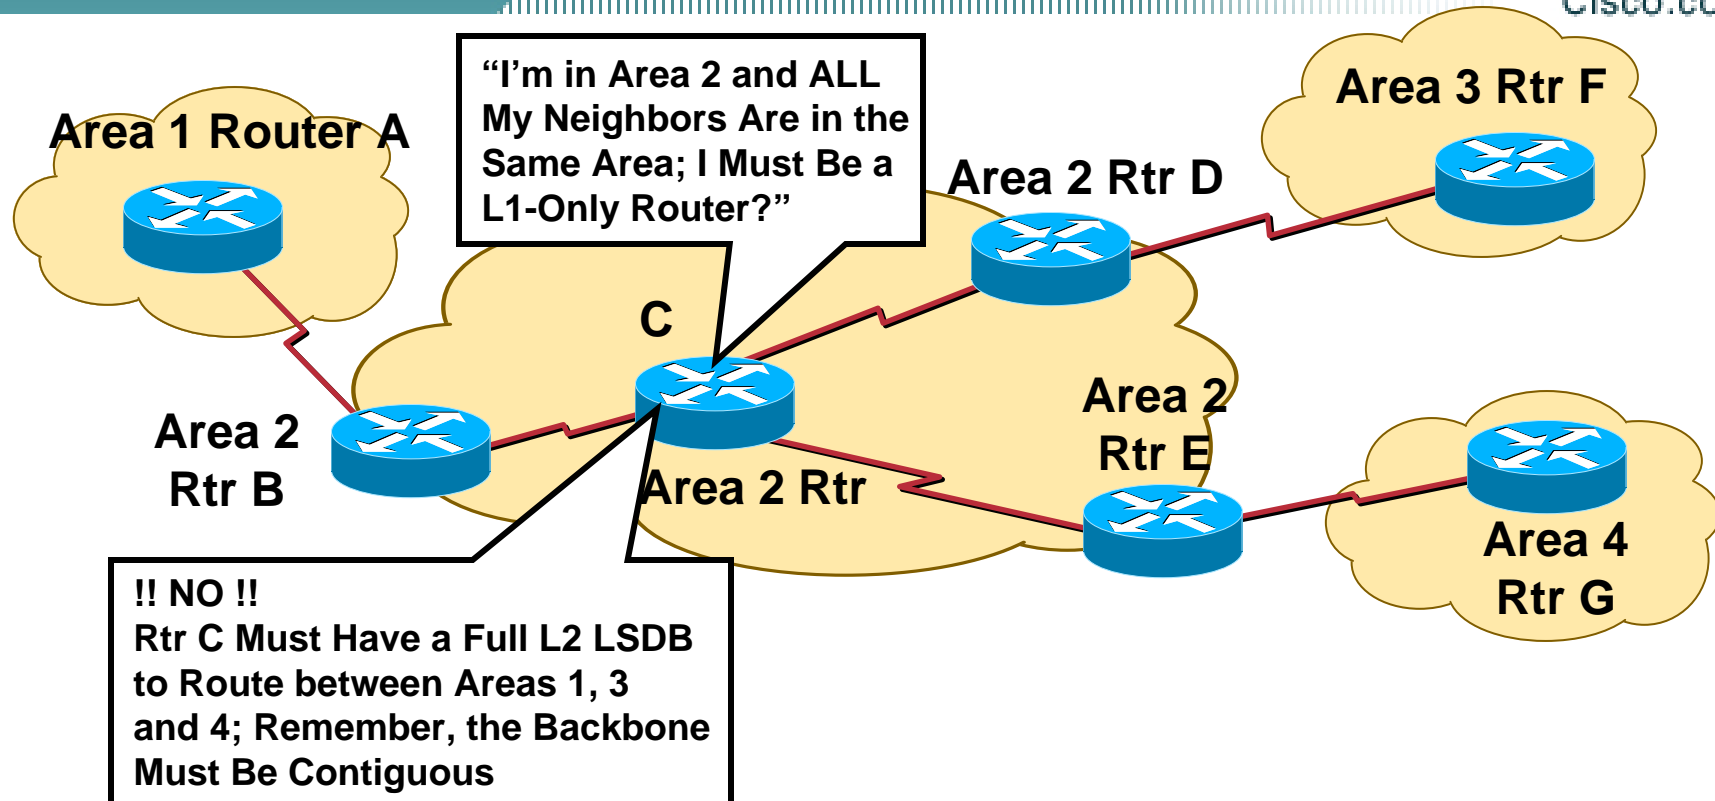 Cisco.co
“I’m in Area 2 and ALL
My Neighbors Are in the
Same Area; I Must Be a
L1-Only Router?”
Area 1 Router A
Area 3 Rtr F
Area 2 Rtr D
C
Area 2
Rtr B
Area 2 Rtr
Area 2
Rtr E
Area 4
Rtr G
!! NO !!
Rtr C Must Have a Full L2 LSDB
to Route between Areas 1, 3
and 4; Remember, the Backbone
Must Be Contiguous